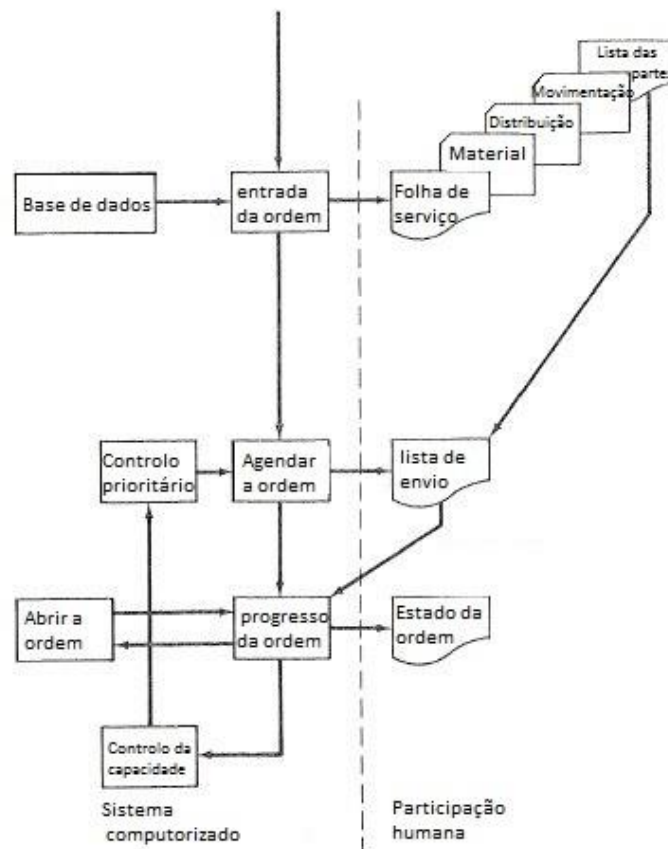 Lista das
parte
Movimentação
Distribuição
Material
Folha de
serviço
entrada
da ordem
Base de dados
Controlo
prioritário
Agendar
a ordem
lista de
envio
Abrir a
ordem
progresso
da ordem
Estado da
ordem
Controlo da
capacidade
Sistema
computorizado
Participação
humana